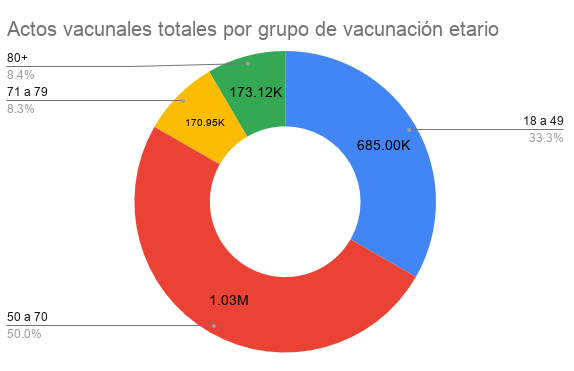 Actos vacunales totales por grupo de vacunación etario
80+
8.4%
71 a 79
8.3%
173.12K
170.95K
18 a 49
33.3%
685.00K
1.03M
50 a 70
50.0%